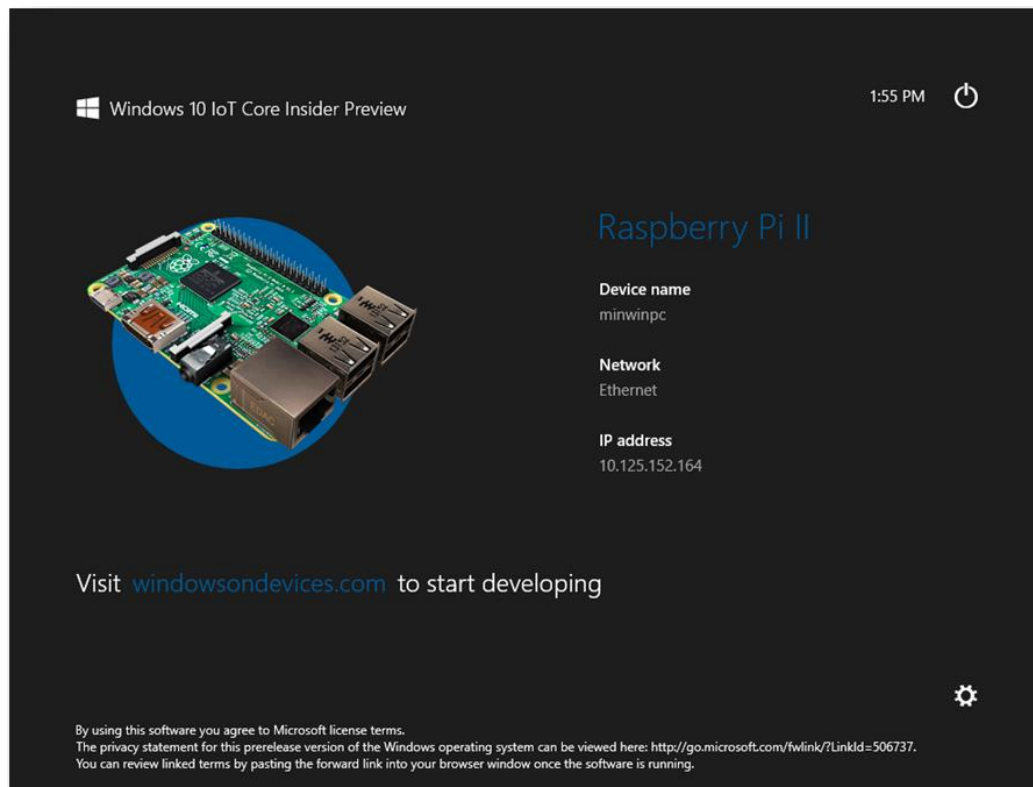 Windows 10 IoT Core Insider Preview
1:55 PM
Raspberry Pi II
Device name
minwinpc
Network
Ethernet
IP address
10.125.152.164
HDMI
Visit windowsondevices.com to start developing
By using this software you agree to Microsoft license terms.
The privacy statement for this prerelease version of the Windows operating system can be viewed here: http://go.microsoft.com/fwlink/?LinkId=506737.
You can review linked terms by pasting the forward link into your browser window once the software is running.